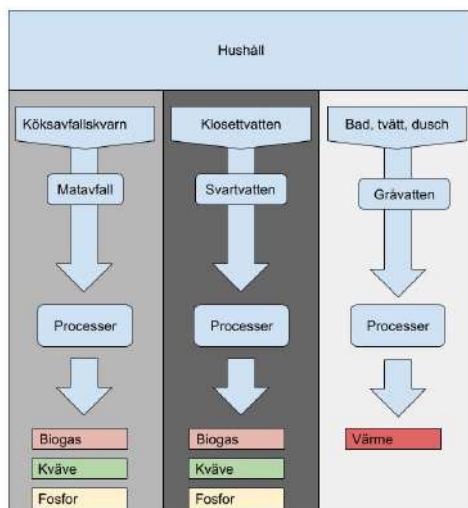 Hushåll
Köksavfallskvarn
Klosettvatten
Bad, tvätt, dusch
Matavfall
Svartvatten
Gråvatten
Processer
Processer
Processer
Biogas
Biogas
Värme
Kväve
Kväve
Fosfor
Fosfor